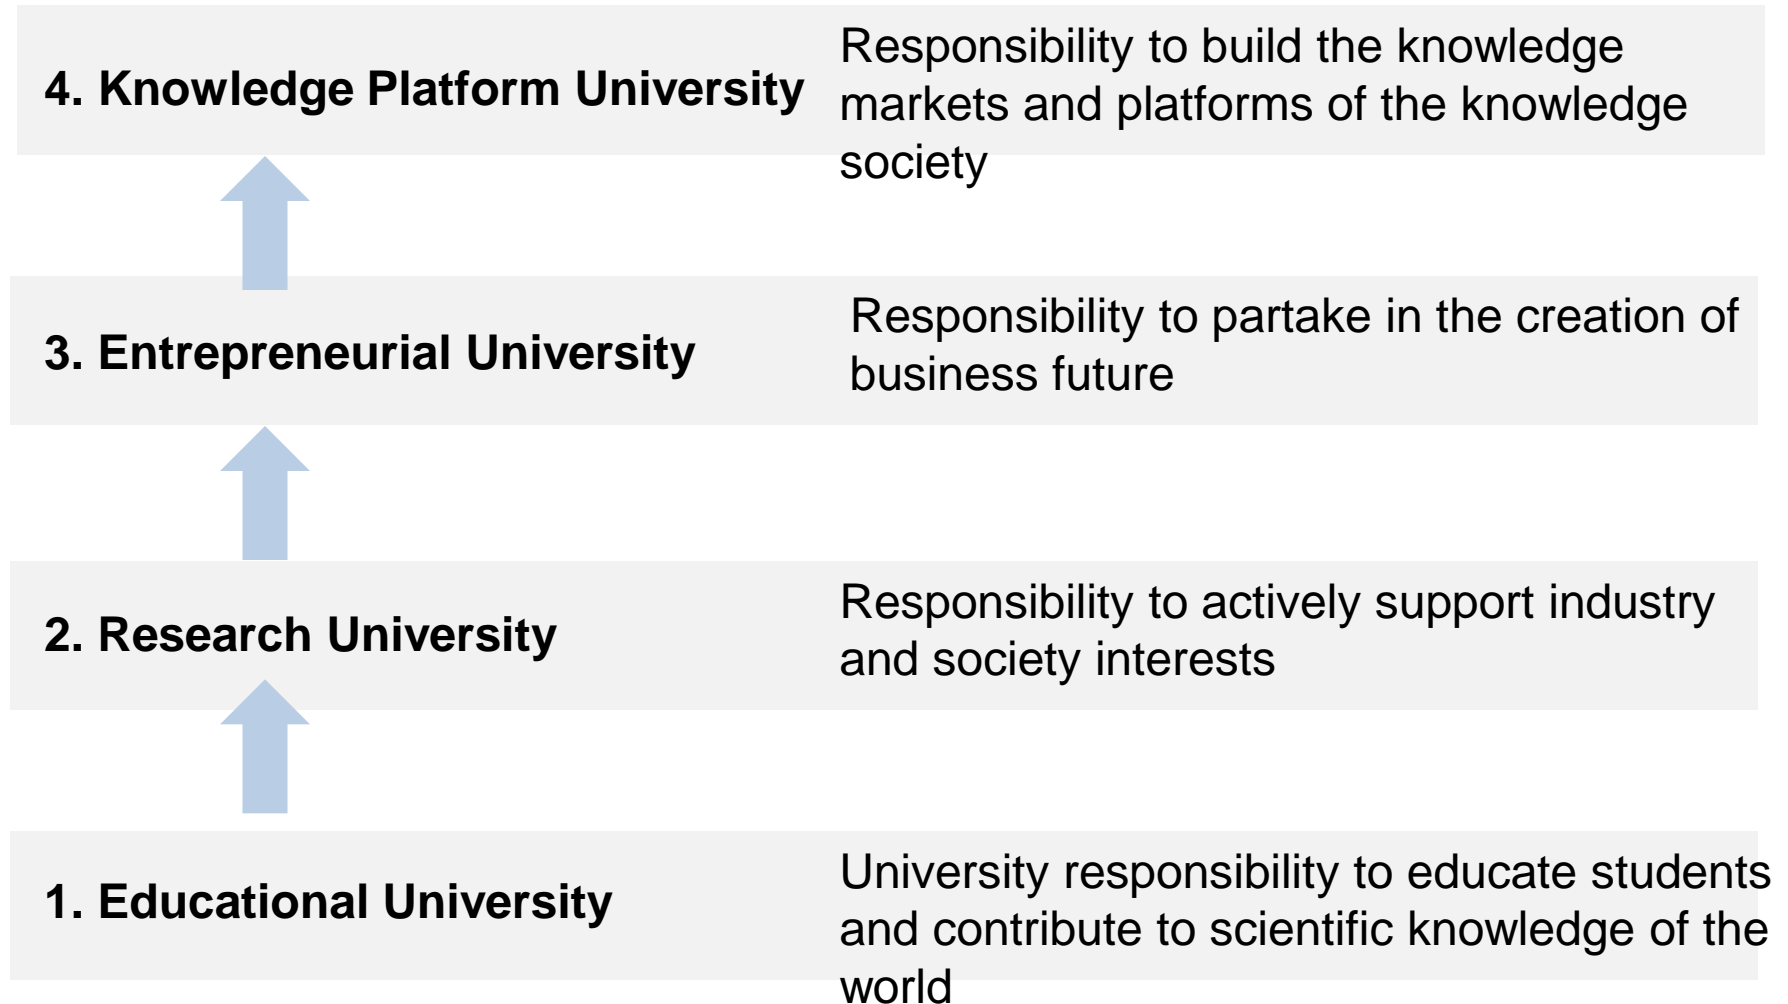 4. Knowledge Platform University
Responsibility to build the knowledge
markets and platforms of the knowledge
society
3. Entrepreneurial University
Responsibility to partake in the creation of
business future
2. Research University
Responsibility to actively support industry
and society interests
1. Educational University
University responsibility to educate students
and contribute to scientific knowledge of the
world